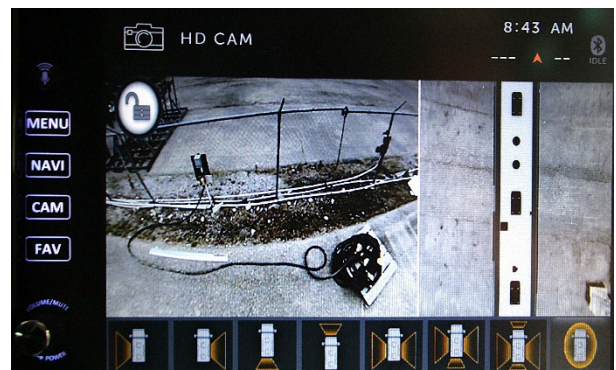 HD CAM
8:43 AM
--- --
IDLE
MENU
NAVI
CAM
FAV
VOLUME/MUTE
POWER